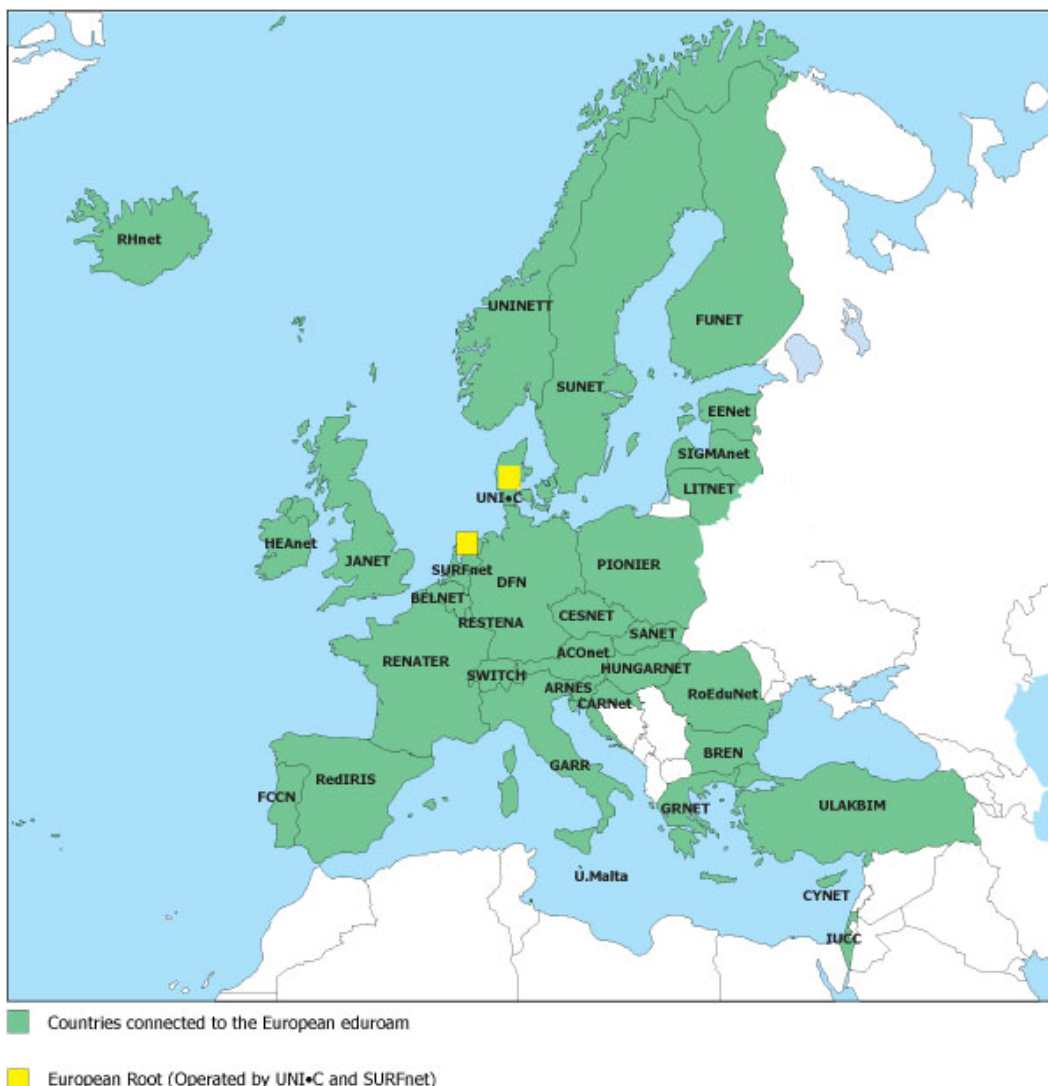 RHnet
UNINETT
FUNET
SUNET
EENet
SIGMAnet
LITNET
UNI•C
HEAnet
JANET
SURFnet
DFN
PIONIER
BELNET
RESTENA
CESNET
SANET
ACOnet
RENATER
SWITCH
HUNGARNET
ARNES
CARNet
RoEduNet
BREN
GARR
RedIRIS
FCCN
GRNET
ULAKBIM
Ù.Malta
CYNET
IUCC
Countries connected to the European eduroam
European Root (Operated by UNI•C and SURFnet)